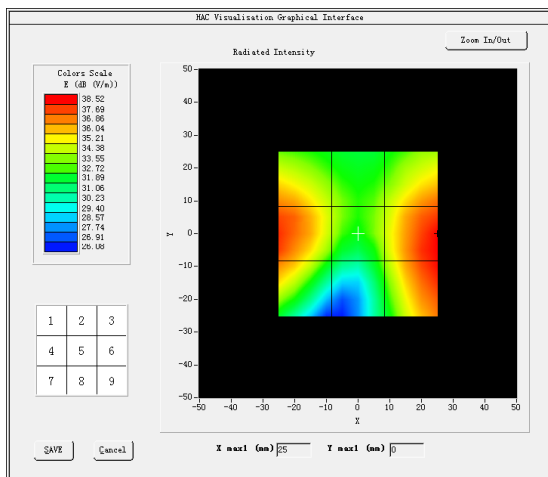 HAC Visualisation Graphical Interface
Zoom In/Out
Radiated Intensity
Colors Scale
E (dB (V/m))
38.52
37.69
36.86
36.04
35.21
34.38
33.55
32.72
31.89
31.06
30.23
29.40
28.57
27.74
26.91
26.08
50
40
30
20
10
0
-10
-20
-30
-40
-50
Y
-50 -40 -30 -20 -10 0 10 20 30 40 50
X
1 2 3
4 5 6
7 8 9
SAVE Cancel
X max1 (mm) 25 Y max1 (mm) 0